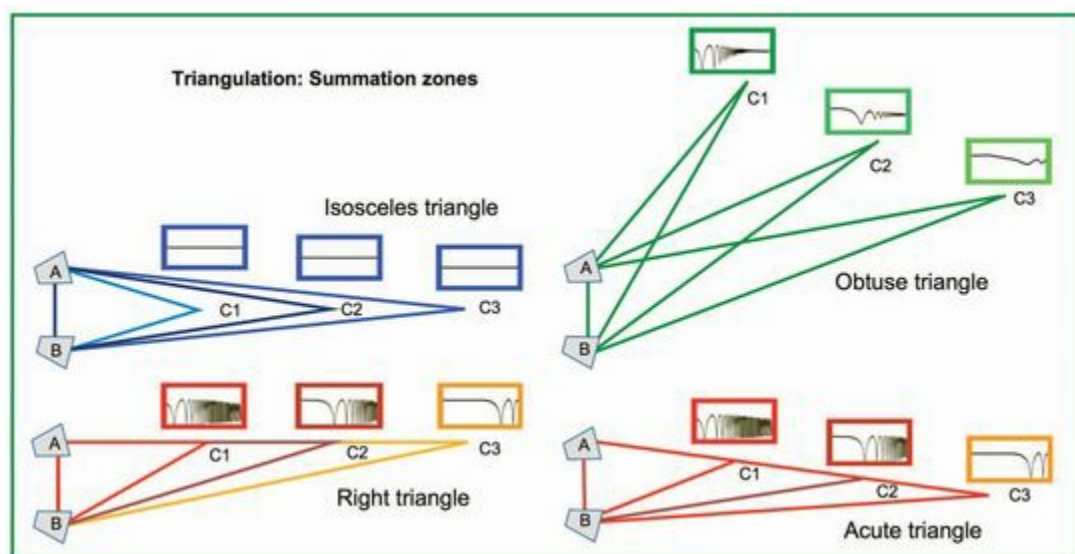 Triangulation: Summation zones
Isosceles triangle
A
B
C1
C2
C3
C1
C2
C3
A
B
Obtuse triangle
A
B
C1
C2
C3
Right triangle
A
B
C1
C2
C3
Acute triangle